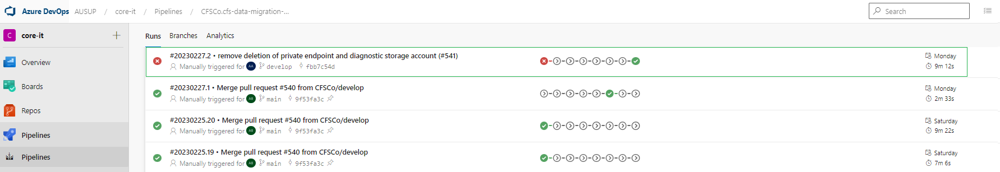 Azure DevOps AUSUP / core-it / Pipelines / CFSCo.cfs-data-migration-... Search
C core-it
Overview
Boards
Repos
Pipelines
Pipelines
Runs Branches Analytics
#20230227.2 • remove deletion of private endpoint and diagnostic storage account (#541)
Manually triggered for AA develop fbb7c54d
Monday
9m 12s
#20230227.1 • Merge pull request #540 from CFSCo/develop
Manually triggered for AB main 9f53fa3c
Monday
2m 33s
#20230225.20 • Merge pull request #540 from CFSCo/develop
Manually triggered for AB main 9f53fa3c
Saturday
9m 22s
#20230225.19 • Merge pull request #540 from CFSCo/develop
Manually triggered for AB main 9f53fa3c
Saturday
7m 6s